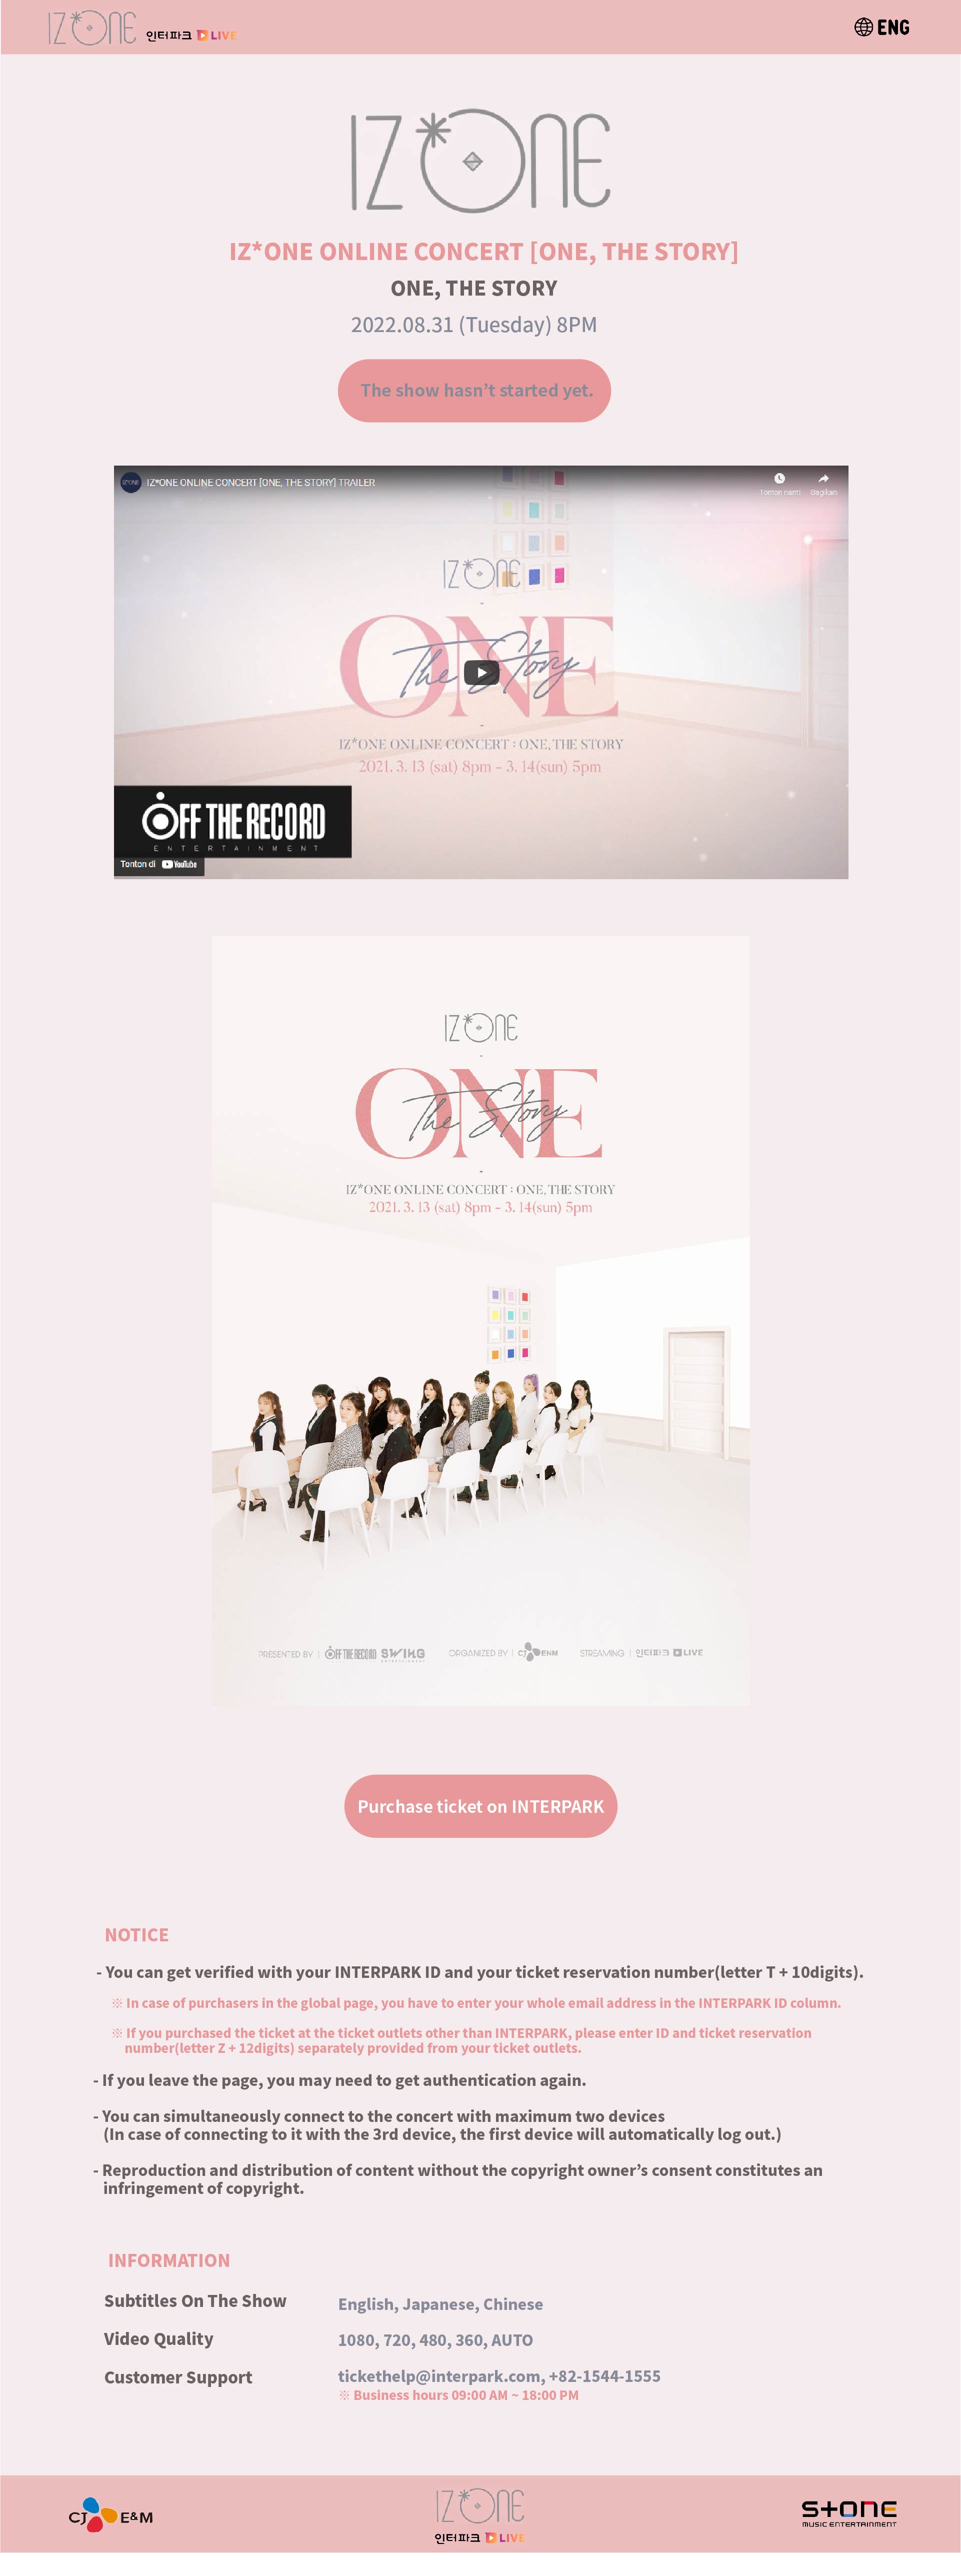 IZ*ONE 인터파크 LIVE
ENG
IZ*ONE
IZ*ONE ONLINE CONCERT [ONE, THE STORY]
ONE, THE STORY
2022.08.31 (Tuesday) 8PM
The show hasn't started yet.
IZ*ONE ONLINE CONCERT [ONE, THE STORY] TRAILER
Tonton nanti Bagikan
IZ*ONE
ONE
The Story
IZ*ONE ONLINE CONCERT : ONE, THE STORY
2021. 3. 13 (sat) 8pm - 3. 14(sun) 5pm
OFF THE RECORD
ENTERTAINMENT
Tonton di YouTube
IZ*ONE
ONE
The Story
IZ*ONE ONLINE CONCERT : ONE, THE STORY
2021. 3. 13 (sat) 8pm - 3. 14(sun) 5pm
PRESENTED BY | OFF THE RECORD SWING ENTERTAINMENT ORGANIZED BY | CJ ENM STREAMING | 인터파크 LIVE
Purchase ticket on INTERPARK
NOTICE
- You can get verified with your INTERPARK ID and your ticket reservation number(letter T + 10digits).
※ In case of purchasers in the global page, you have to enter your whole email address in the INTERPARK ID column.
※ If you purchased the ticket at the ticket outlets other than INTERPARK, please enter ID and ticket reservation
number(letter Z + 12digits) separately provided from your ticket outlets.
- If you leave the page, you may need to get authentication again.
- You can simultaneously connect to the concert with maximum two devices
(In case of connecting to it with the 3rd device, the first device will automatically log out.)
- Reproduction and distribution of content without the copyright owner's consent constitutes an
infringement of copyright.
INFORMATION
Subtitles On The Show English, Japanese, Chinese
Video Quality 1080, 720, 480, 360, AUTO
Customer Support tickethelp@interpark.com, +82-1544-1555
※ Business hours 09:00 AM ~ 18:00 PM
CJ E&M
IZ*ONE
인터파크 LIVE
STONE
MUSIC ENTERTAINMENT